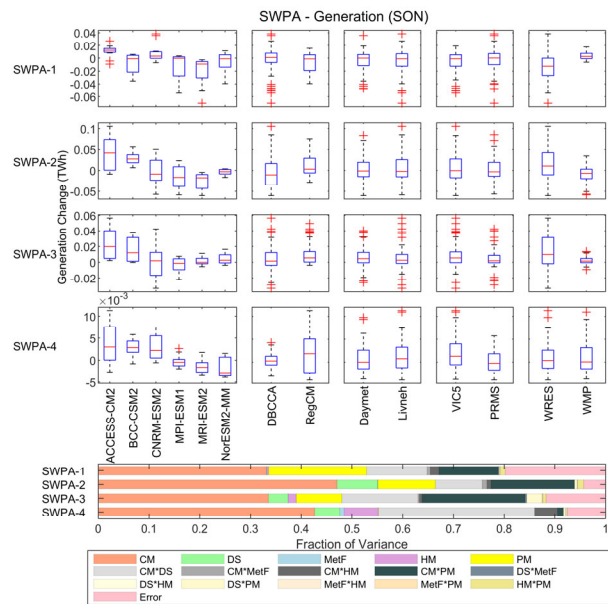 SWPA - Generation (SON)
SWPA-1
0.04
0.02
0
-0.02
-0.04
-0.06
SWPA-2
0.1
0.05
0
-0.05
Generation Change (TWh)
SWPA-3
0.06
0.04
0.02
0
-0.02
SWPA-4
×10⁻³
10
5
0
-5
ACCESS-CM2
BCC-CSM2
CNRM-ESM2
MPI-ESM1
MRI-ESM2
NorESM2-MM
DBCCA
RegCM
Daymet
Livneh
VIC5
PRMS
WRES
WMP
SWPA-1
SWPA-2
SWPA-3
SWPA-4
0 0.1 0.2 0.3 0.4 0.5 0.6 0.7 0.8 0.9 1
Fraction of Variance
CM DS MetF HM PM
CM*DS CM*MetF CM*HM CM*PM DS*MetF
DS*HM DS*PM MetF*HM MetF*PM HM*PM
Error